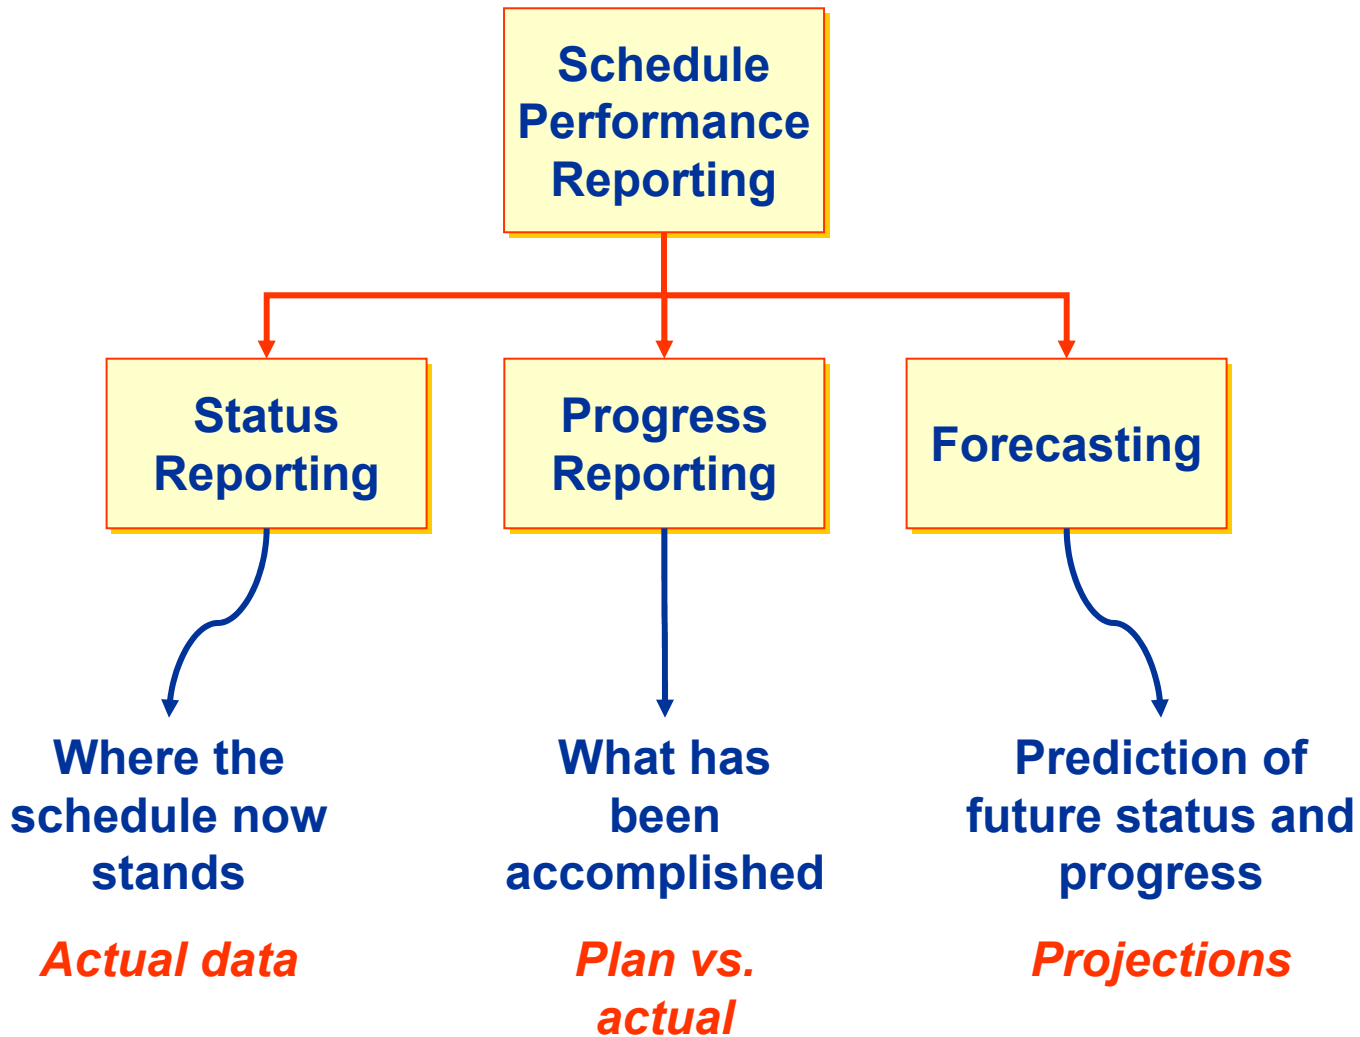 Schedule
Performance
Reporting
Status
Reporting
Progress
Reporting
Forecasting
Where the
schedule now
stands
Actual data
What has
been
accomplished
Plan vs.
actual
Prediction of
future status and
progress
Projections